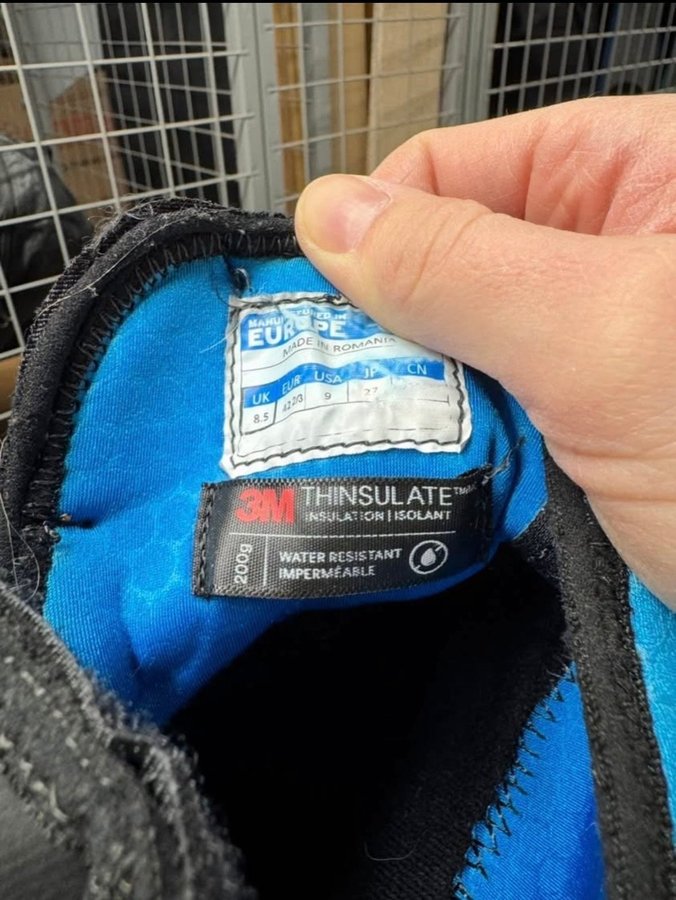 MANUFACTURED IN
EUROPE
MADE IN ROMANIA
UK EUR USA JP CN
8.5 42 2/3 9 27
3M THINSULATE™
INSULATION | ISOLANT
200g
WATER RESISTANT
IMPERMÉABLE